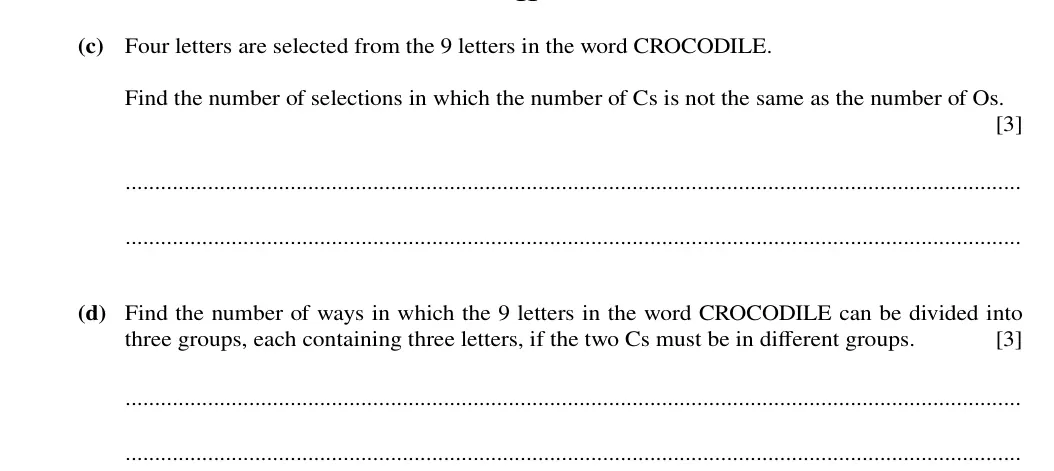 (c) Four letters are selected from the 9 letters in the word CROCODILE.
Find the number of selections in which the number of Cs is not the same as the number of Os.
[3]
(d) Find the number of ways in which the 9 letters in the word CROCODILE can be divided into
three groups, each containing three letters, if the two Cs must be in different groups. [3]